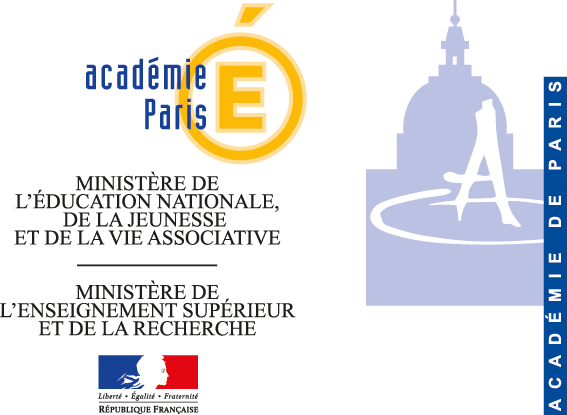 académie
Paris
É
MINISTÈRE DE
L'ÉDUCATION NATIONALE,
DE LA JEUNESSE
ET DE LA VIE ASSOCIATIVE
MINISTÈRE DE
L'ENSEIGNEMENT SUPÉRIEUR
ET DE LA RECHERCHE
Liberté • Égalité • Fraternité
RÉPUBLIQUE FRANÇAISE
A
ACADÉMIE DE PARIS